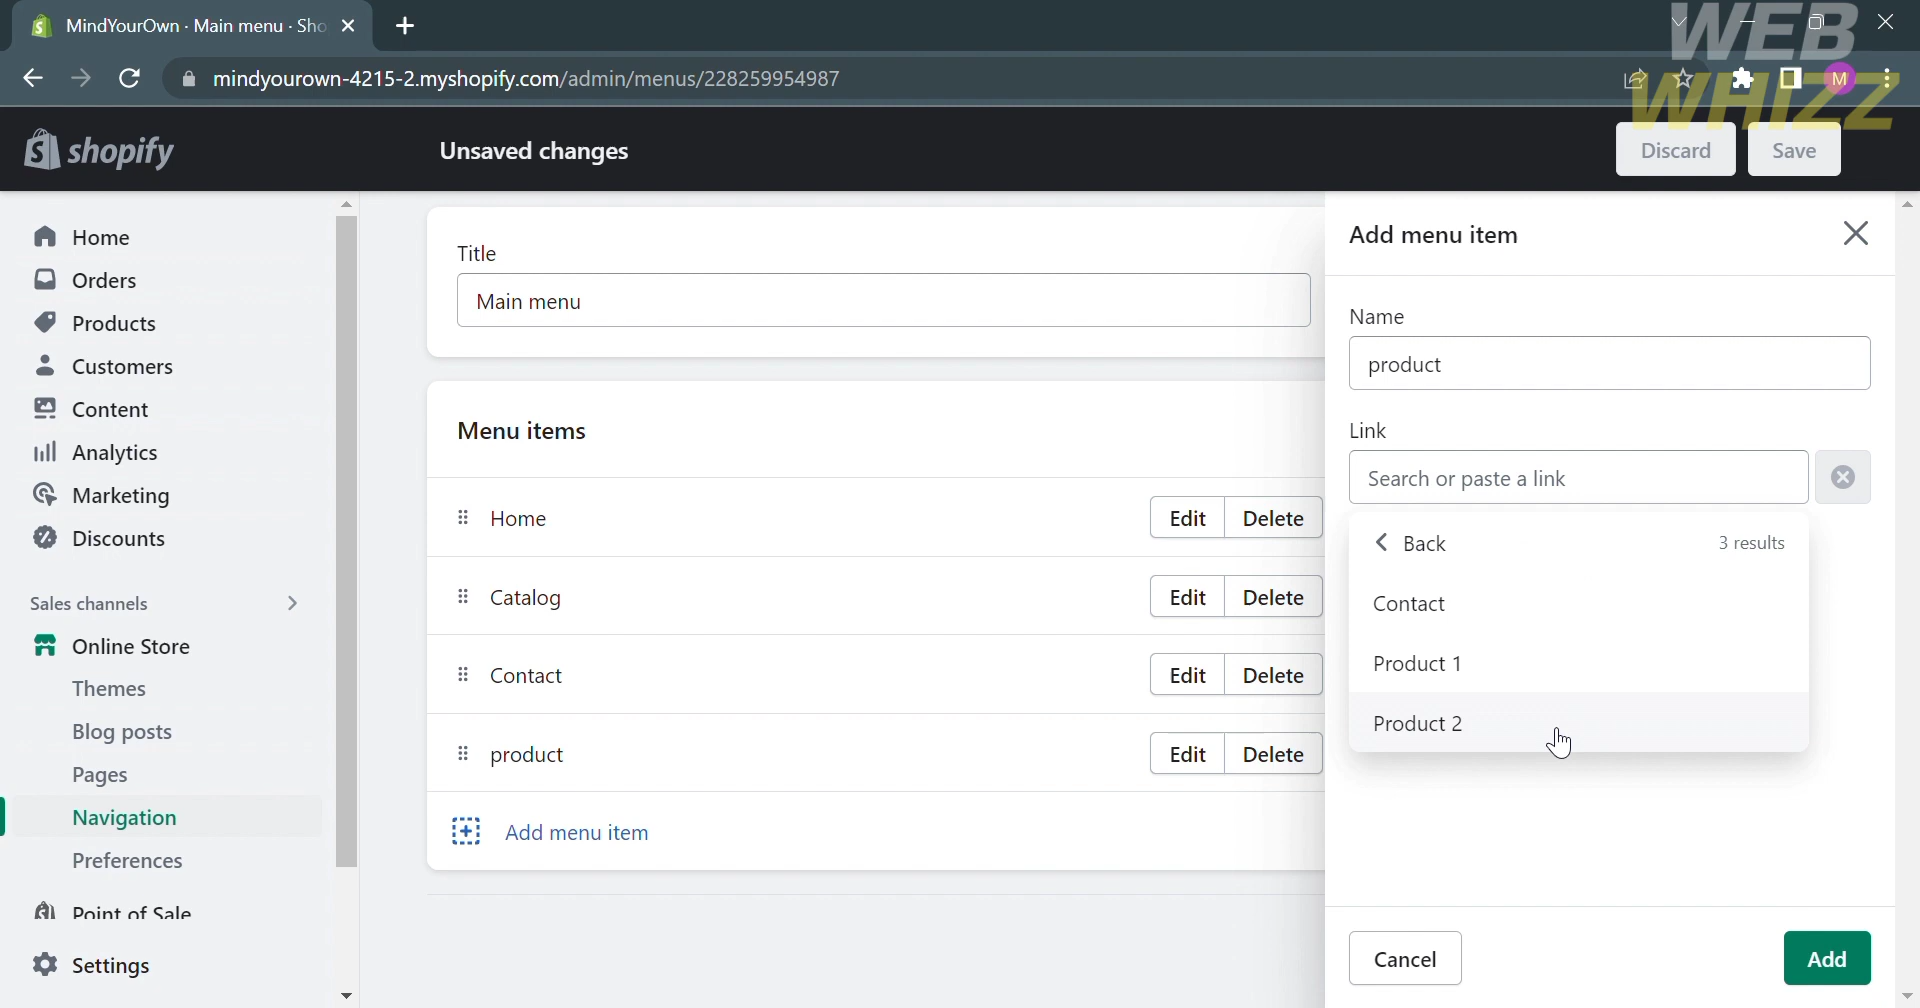 MindYourOwn · Main menu · Sho
mindyourown-4215-2.myshopify.com/admin/menus/228259954987
M
WEB
WHIZZ
shopify
Unsaved changes
Discard
Save
Home
Orders
Products
Customers
Content
Analytics
Marketing
Discounts
Sales channels
Online Store
Themes
Blog posts
Pages
Navigation
Preferences
Point of Sale
Settings
Title
Main menu
Menu items
Home
Edit
Delete
Catalog
Edit
Delete
Contact
Edit
Delete
product
Edit
Delete
Add menu item
Add menu item
Name
product
Link
Search or paste a link
Back
3 results
Contact
Product 1
Product 2
Cancel
Add